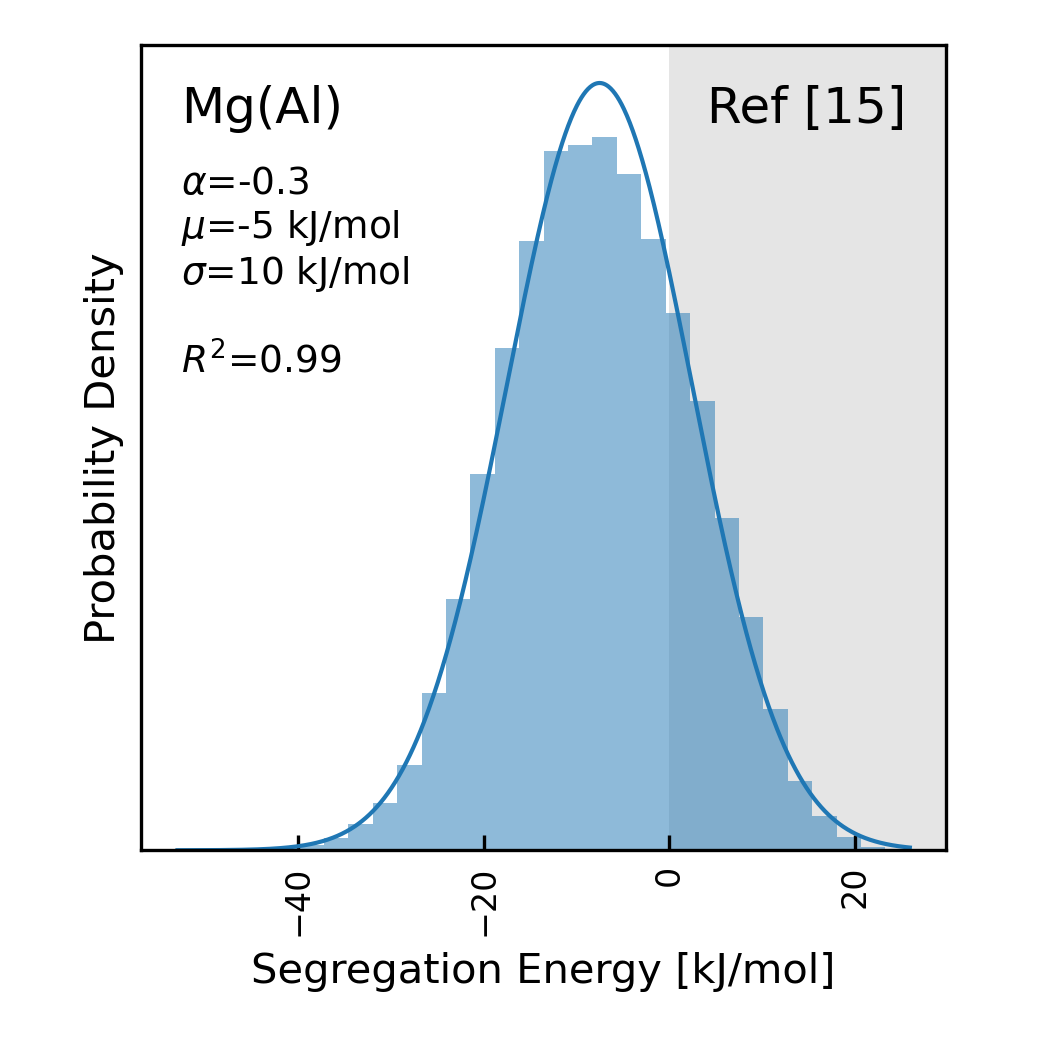 Mg(Al)
Ref [15]
α=-0.3
μ=-5 kJ/mol
σ=10 kJ/mol
R²=0.99
Probability Density
−40
−20
0
20
Segregation Energy [kJ/mol]